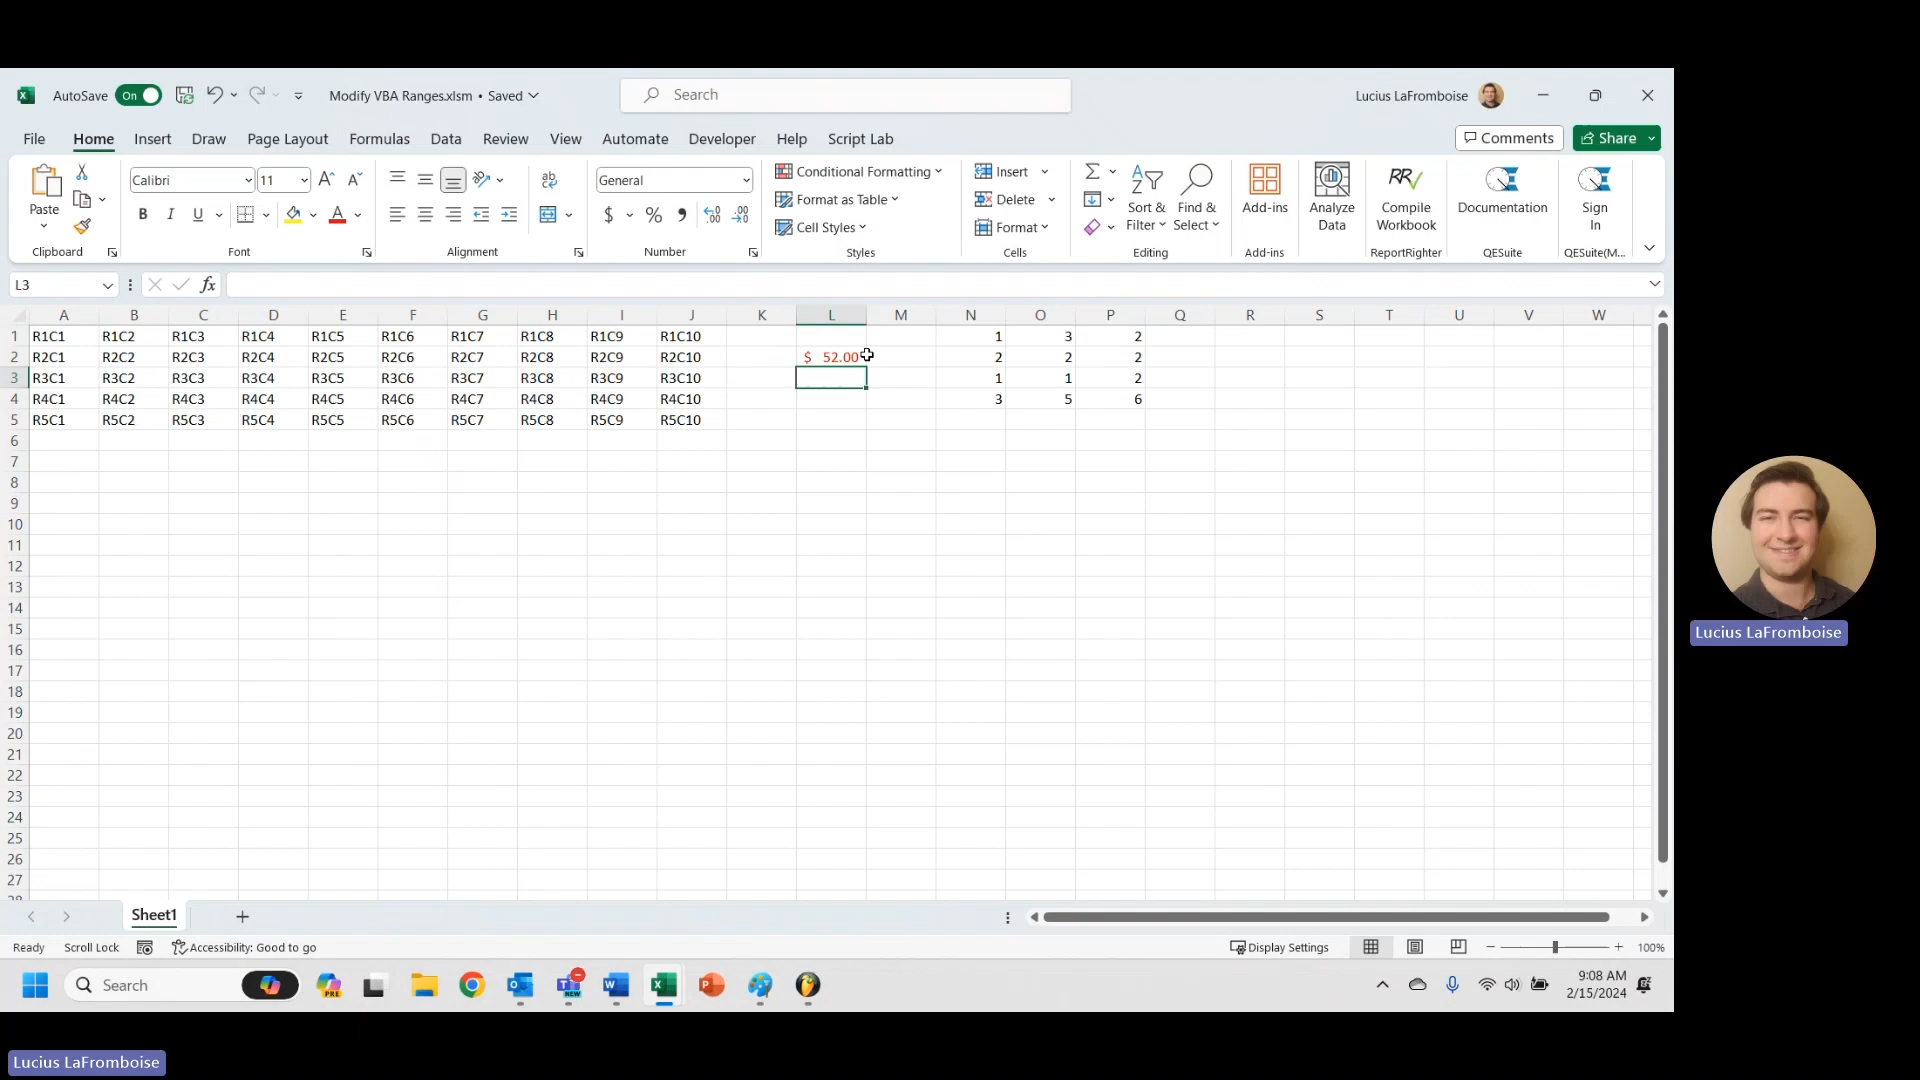 AutoSave On Modify VBA Ranges.xlsm • Saved Search Lucius LaFromboise
File Home Insert Draw Page Layout Formulas Data Review View Automate Developer Help Script Lab Comments Share
Paste Calibri 11 General Conditional Formatting Format as Table Cell Styles Insert Delete Format Sort & Filter Find & Select Add-ins Analyze Data Compile Workbook Documentation Sign In
Clipboard Font Alignment Number Styles Cells Editing Add-ins ReportRighter QESuite QESuite(M...
L3 fx
A B C D E F G H I J K L M N O P Q R S T U V W
1 R1C1 R1C2 R1C3 R1C4 R1C5 R1C6 R1C7 R1C8 R1C9 R1C10 1 3 2
2 R2C1 R2C2 R2C3 R2C4 R2C5 R2C6 R2C7 R2C8 R2C9 R2C10 $ 52.00 2 2 2
3 R3C1 R3C2 R3C3 R3C4 R3C5 R3C6 R3C7 R3C8 R3C9 R3C10 1 1 2
4 R4C1 R4C2 R4C3 R4C4 R4C5 R4C6 R4C7 R4C8 R4C9 R4C10 3 5 6
5 R5C1 R5C2 R5C3 R5C4 R5C5 R5C6 R5C7 R5C8 R5C9 R5C10
6
7
8
9
10
11
12
13
14
15
16
17
18
19
20
21
22
23
24
25
26
27
28
Sheet1
Ready Scroll Lock Accessibility: Good to go Display Settings 100%
Search 9:08 AM
2/15/2024
Lucius LaFromboise
Lucius LaFromboise